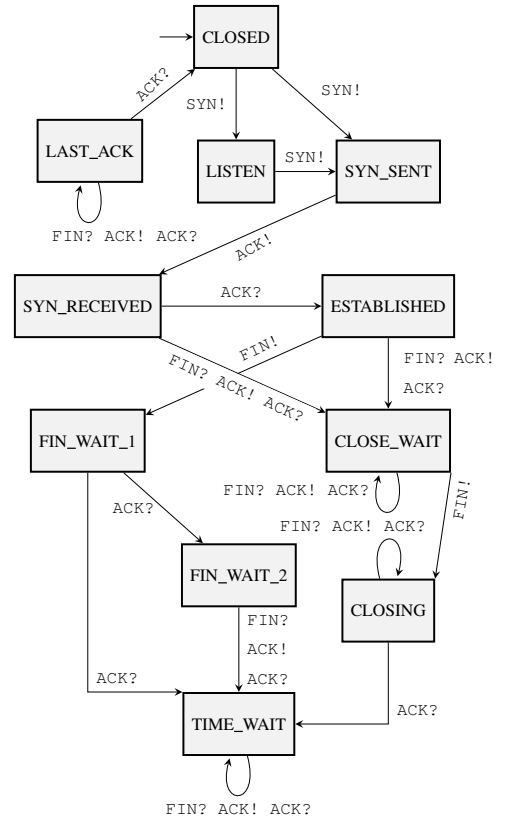 CLOSED
ACK?
SYN!
SYN!
LAST_ACK
LISTEN
SYN!
SYN_SENT
FIN? ACK! ACK?
ACK!
SYN_RECEIVED
ACK?
ESTABLISHED
FIN!
FIN? ACK!
ACK?
FIN? ACK! ACK?
FIN_WAIT_1
CLOSE_WAIT
FIN? ACK! ACK?
FIN!
ACK?
FIN? ACK! ACK?
FIN_WAIT_2
CLOSING
FIN?
ACK!
ACK?
ACK?
ACK?
TIME_WAIT
FIN? ACK! ACK?